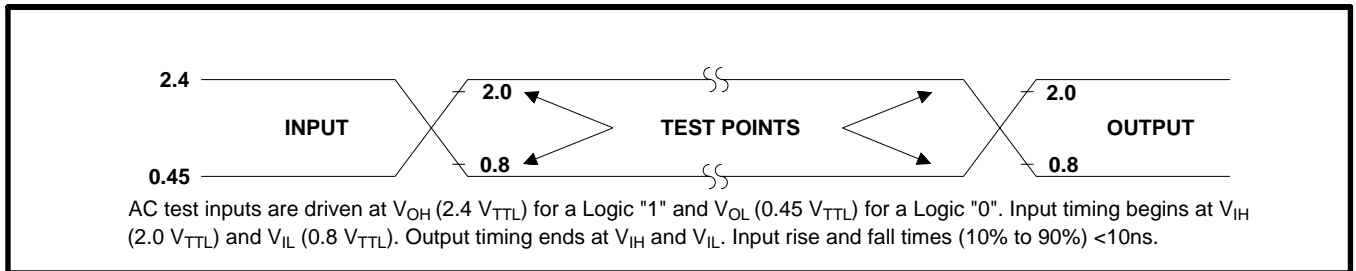 2.4
2.0
2.0
INPUT
TEST POINTS
OUTPUT
0.8
0.8
0.45
AC test inputs are driven at VOH (2.4 VTTL) for a Logic "1" and VOL (0.45 VTTL) for a Logic "0". Input timing begins at VIH
(2.0 VTTL) and VIL (0.8 VTTL). Output timing ends at VIH and VIL. Input rise and fall times (10% to 90%) <10ns.